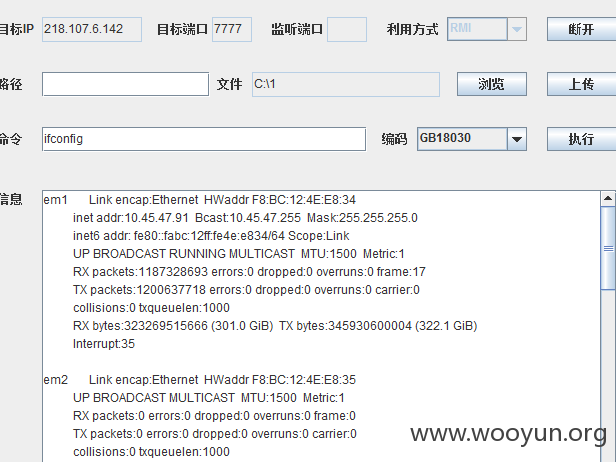 目标IP 218.107.6.142 目标端口 7777 监听端口 利用方式 RMI 断开
路径 文件 C:\1 浏览 上传
命令 ifconfig 编码 GB18030 执行
信息
em1 Link encap:Ethernet HWaddr F8:BC:12:4E:E8:34
inet addr:10.45.47.91 Bcast:10.45.47.255 Mask:255.255.255.0
inet6 addr: fe80::fabc:12ff:fe4e:e834/64 Scope:Link
UP BROADCAST RUNNING MULTICAST MTU:1500 Metric:1
RX packets:1187328693 errors:0 dropped:0 overruns:0 frame:17
TX packets:1200637718 errors:0 dropped:0 overruns:0 carrier:0
collisions:0 txqueuelen:1000
RX bytes:323269515666 (301.0 GiB) TX bytes:345930600004 (322.1 GiB)
Interrupt:35
em2 Link encap:Ethernet HWaddr F8:BC:12:4E:E8:35
UP BROADCAST MULTICAST MTU:1500 Metric:1
RX packets:0 errors:0 dropped:0 overruns:0 frame:0
TX packets:0 errors:0 dropped:0 overruns:0 carrier:0
collisions:0 txqueuelen:1000
www.wooyun.org